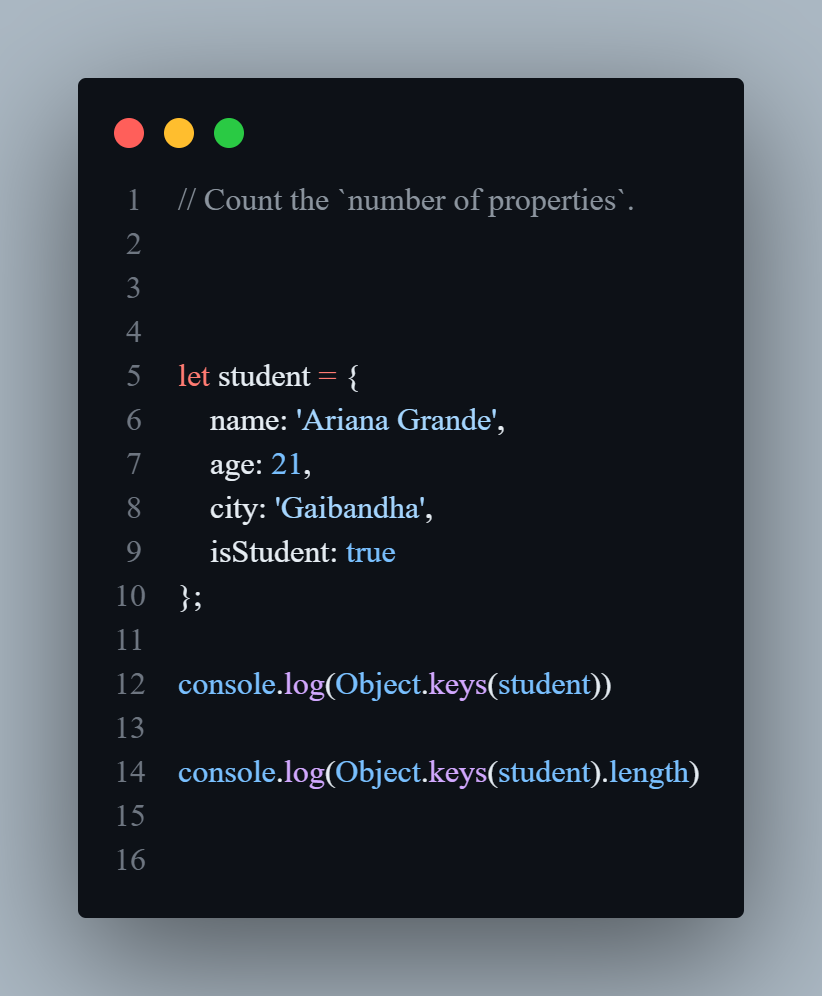 1 // Count the `number of properties`.
2
3
4
5 let student = {
6     name: 'Ariana Grande',
7     age: 21,
8     city: 'Gaibandha',
9     isStudent: true
10 };
11
12 console.log(Object.keys(student))
13
14 console.log(Object.keys(student).length)
15
16